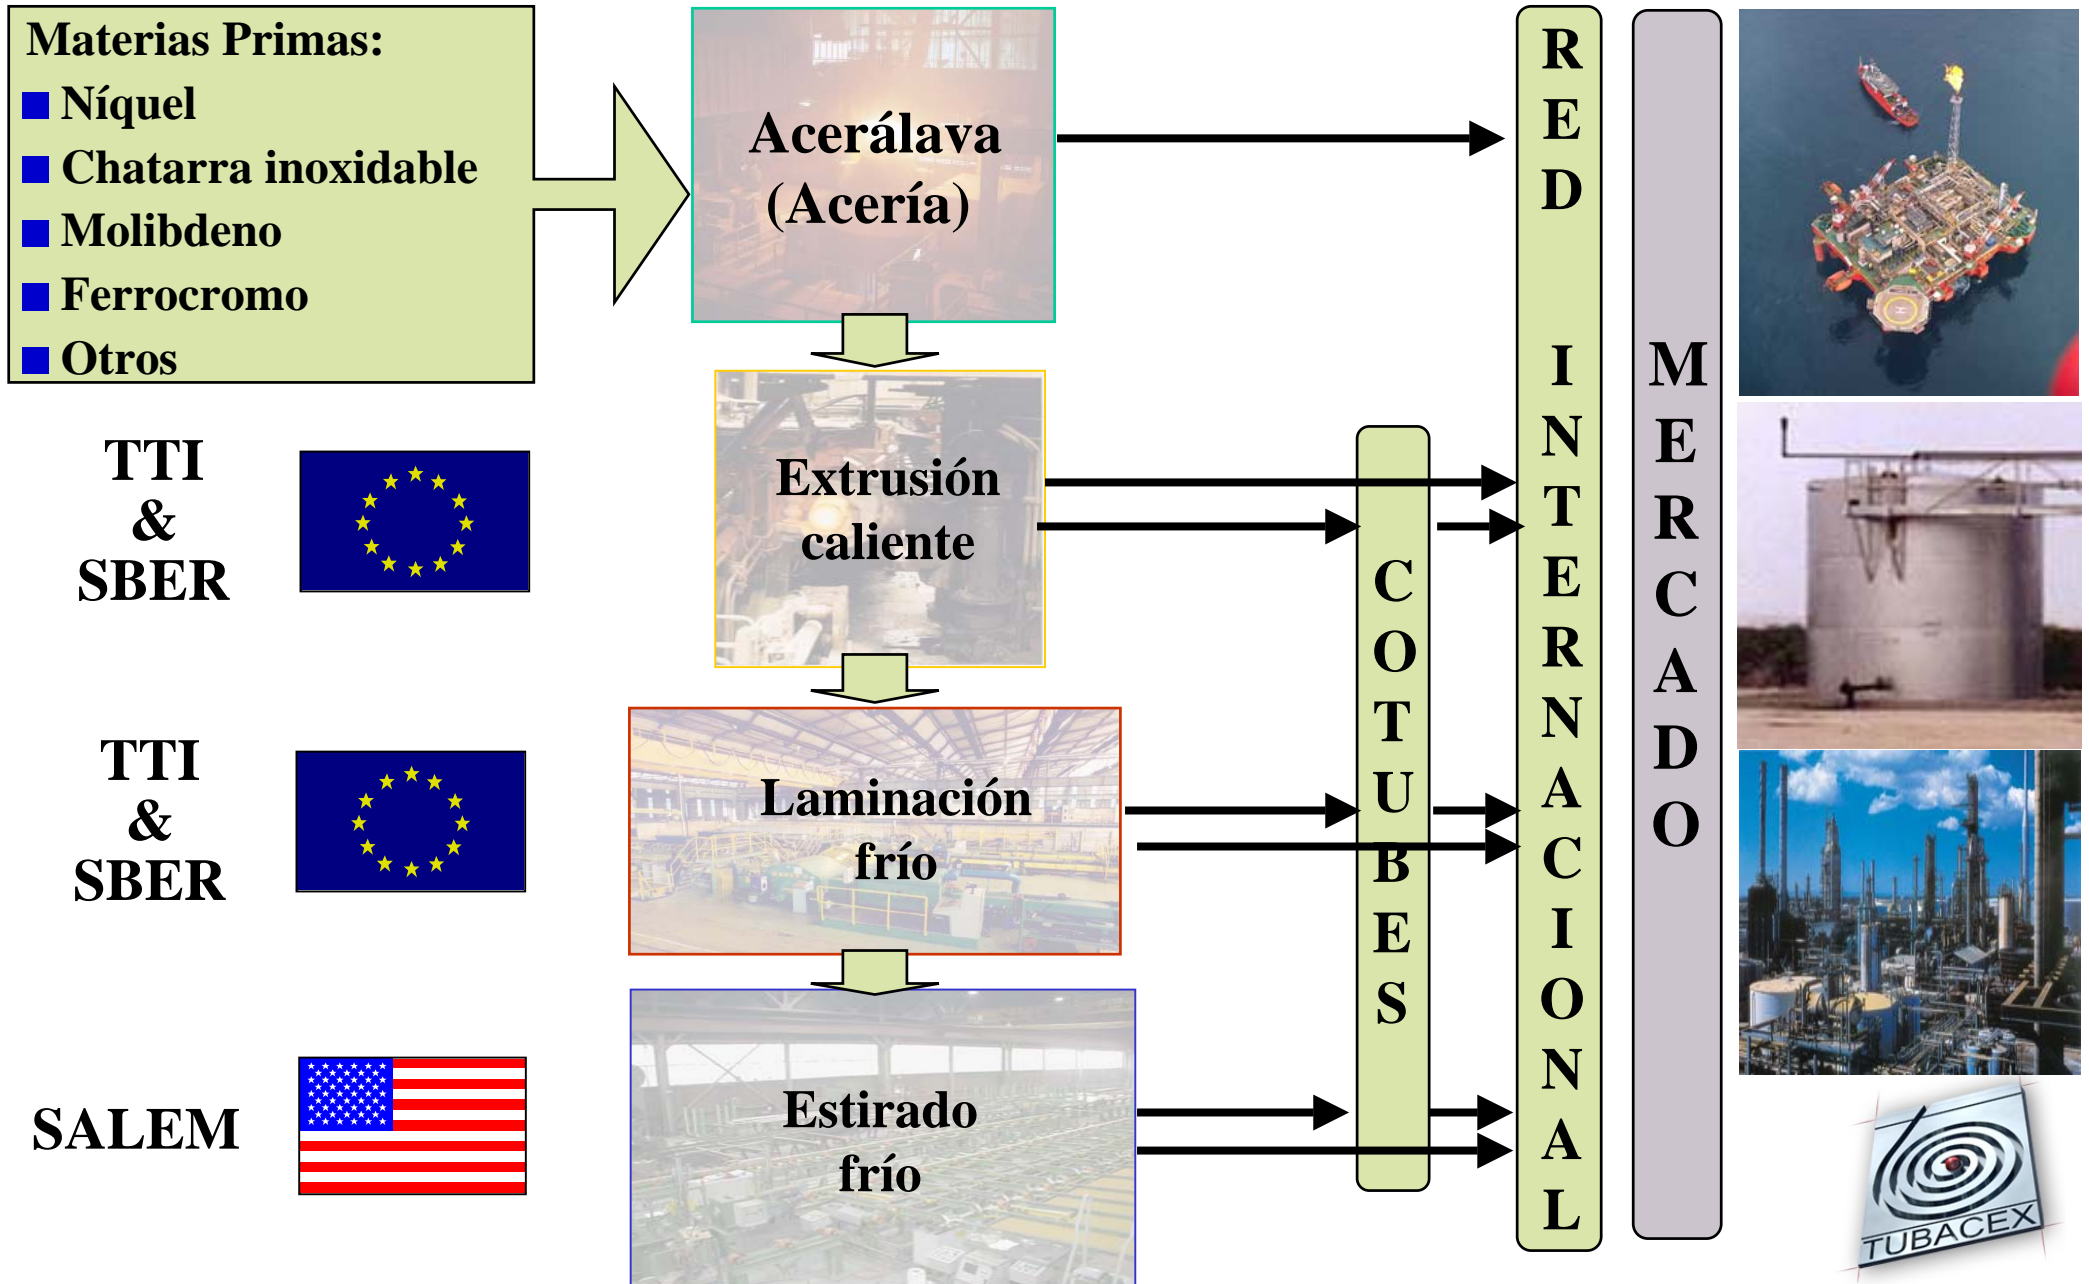 Materias Primas:
Níquel
Chatarra inoxidable
Molibdeno
Ferrocromo
Otros
Acerálava
(Acería)
TTI
&
SBER
Extrusión
caliente
TTI
&
SBER
Laminación
frío
SALEM
Estirado
frío
COTUBES
RED INTERNACIONAL
MERCADO
TUBACEX